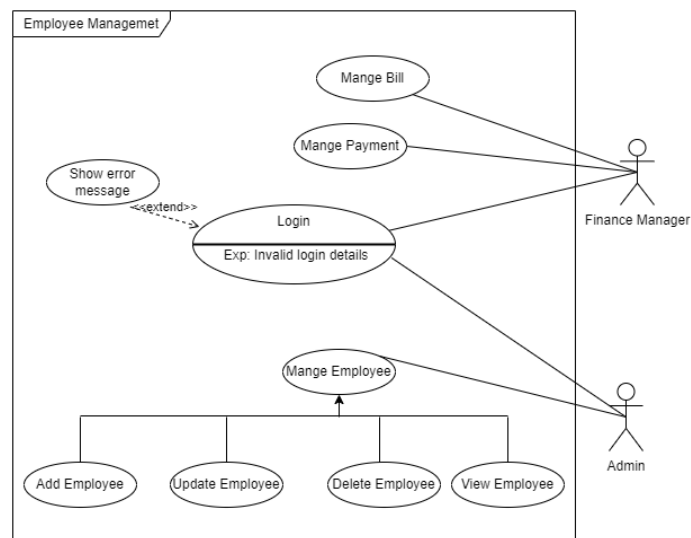 Employee Managemet
Mange Bill
Mange Payment
Show error
message
<<extend>>
Login
Exp: Invalid login details
Finance Manager
Mange Employee
Admin
Add Employee
Update Employee
Delete Employee
View Employee